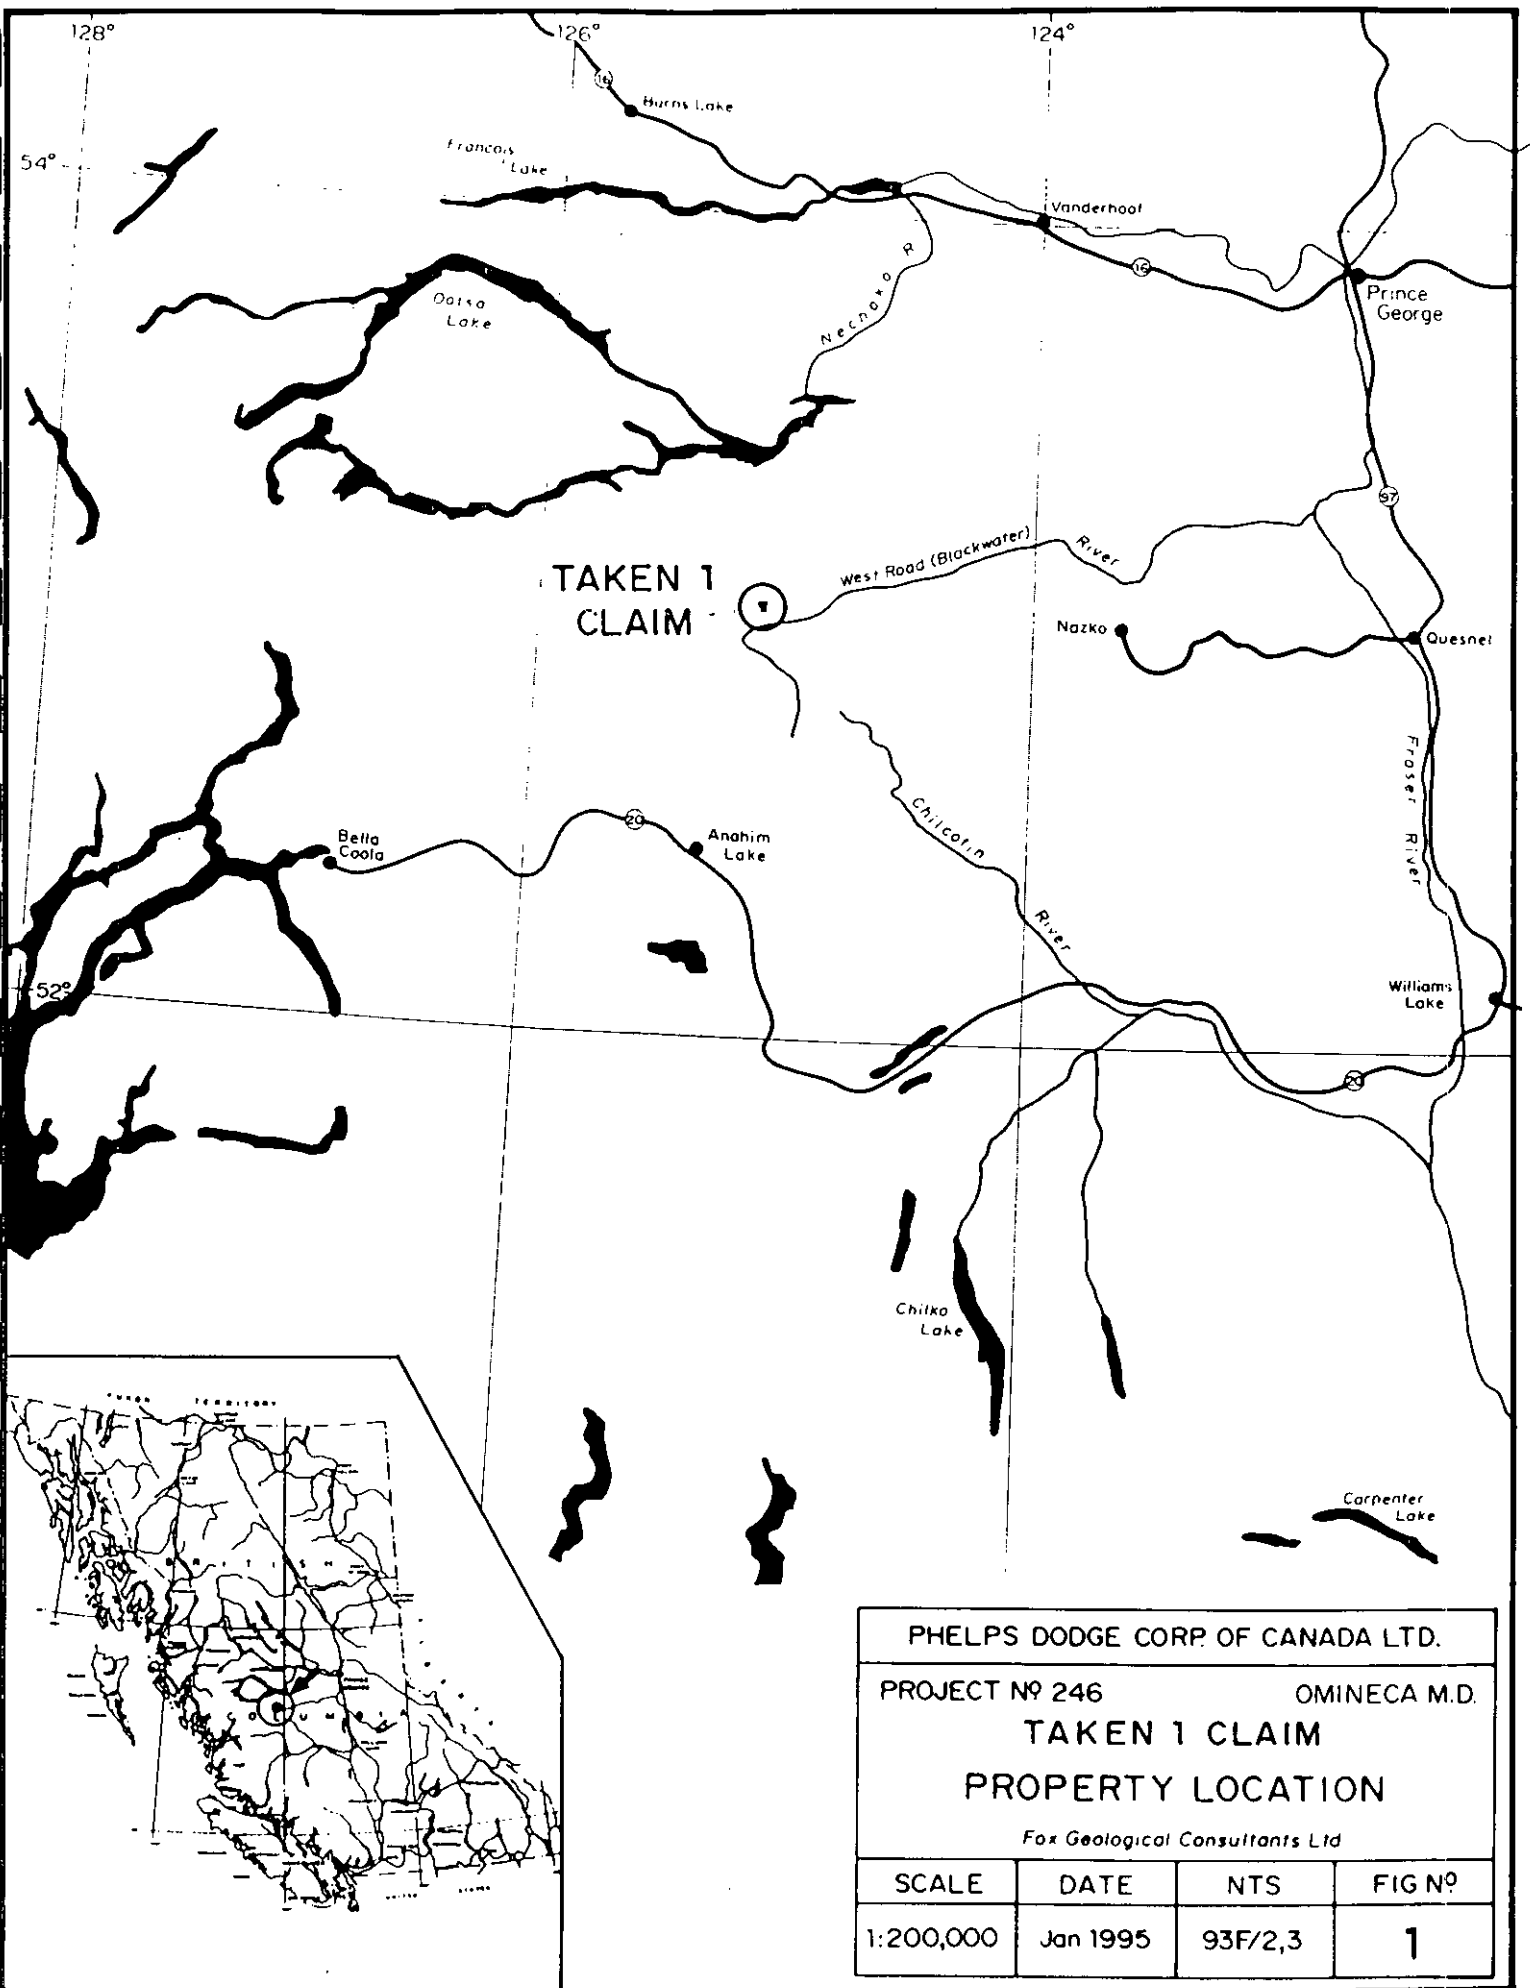 128°
126°
124°
16
Burns Lake
54°
Francois
Lake
Vanderhoof
16
Nechako R
Prince
George
Ootsa
Lake
97
West Road (Blackwater) River
TAKEN 1
CLAIM
Nazko
Quesnel
Fraser River
Chilcotin River
20
Anahim
Lake
Bella
Coola
52°
Williams
Lake
20
Chilko
Lake
Carpenter
Lake
YUKON TERRITORY
BRITISH
COLUMBIA
PHELPS DODGE CORP. OF CANADA LTD.
PROJECT Nº 246 OMINECA M.D.
TAKEN 1 CLAIM
PROPERTY LOCATION
Fox Geological Consultants Ltd
SCALE DATE NTS FIG Nº
1:200,000 Jan 1995 93F/2,3 1